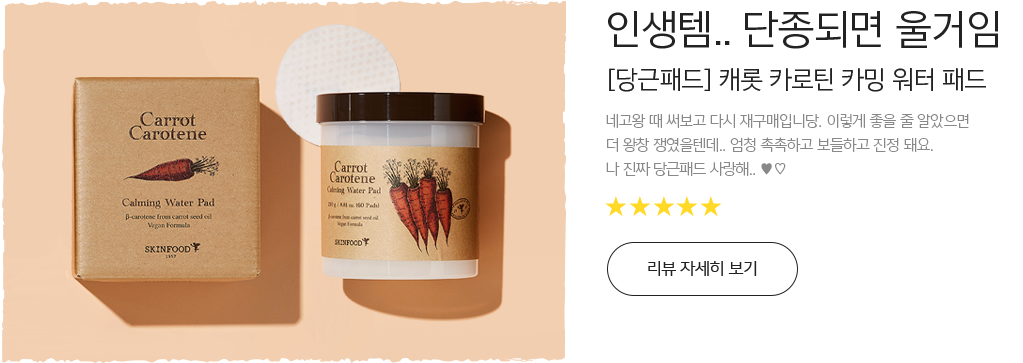 인생템.. 단종되면 울거임
[당근패드] 캐롯 카로틴 카밍 워터 패드
네고왕 때 써보고 다시 재구매입니당. 이렇게 좋을 줄 알았으면
더 왕창 쟁였을텐데.. 엄청 촉촉하고 보들하고 진정 돼요.
나 진짜 당근패드 사랑해.. ♥♡
★★★★★
리뷰 자세히 보기
Carrot
Carotene
Calming Water Pad
β-carotene from carrot seed oil
Vegan Formula
SKINFOOD
1957
Carrot
Carotene
Calming Water Pad
(60 Pads)
β-carotene from carrot seed oil
Vegan Formula
SKINFOOD